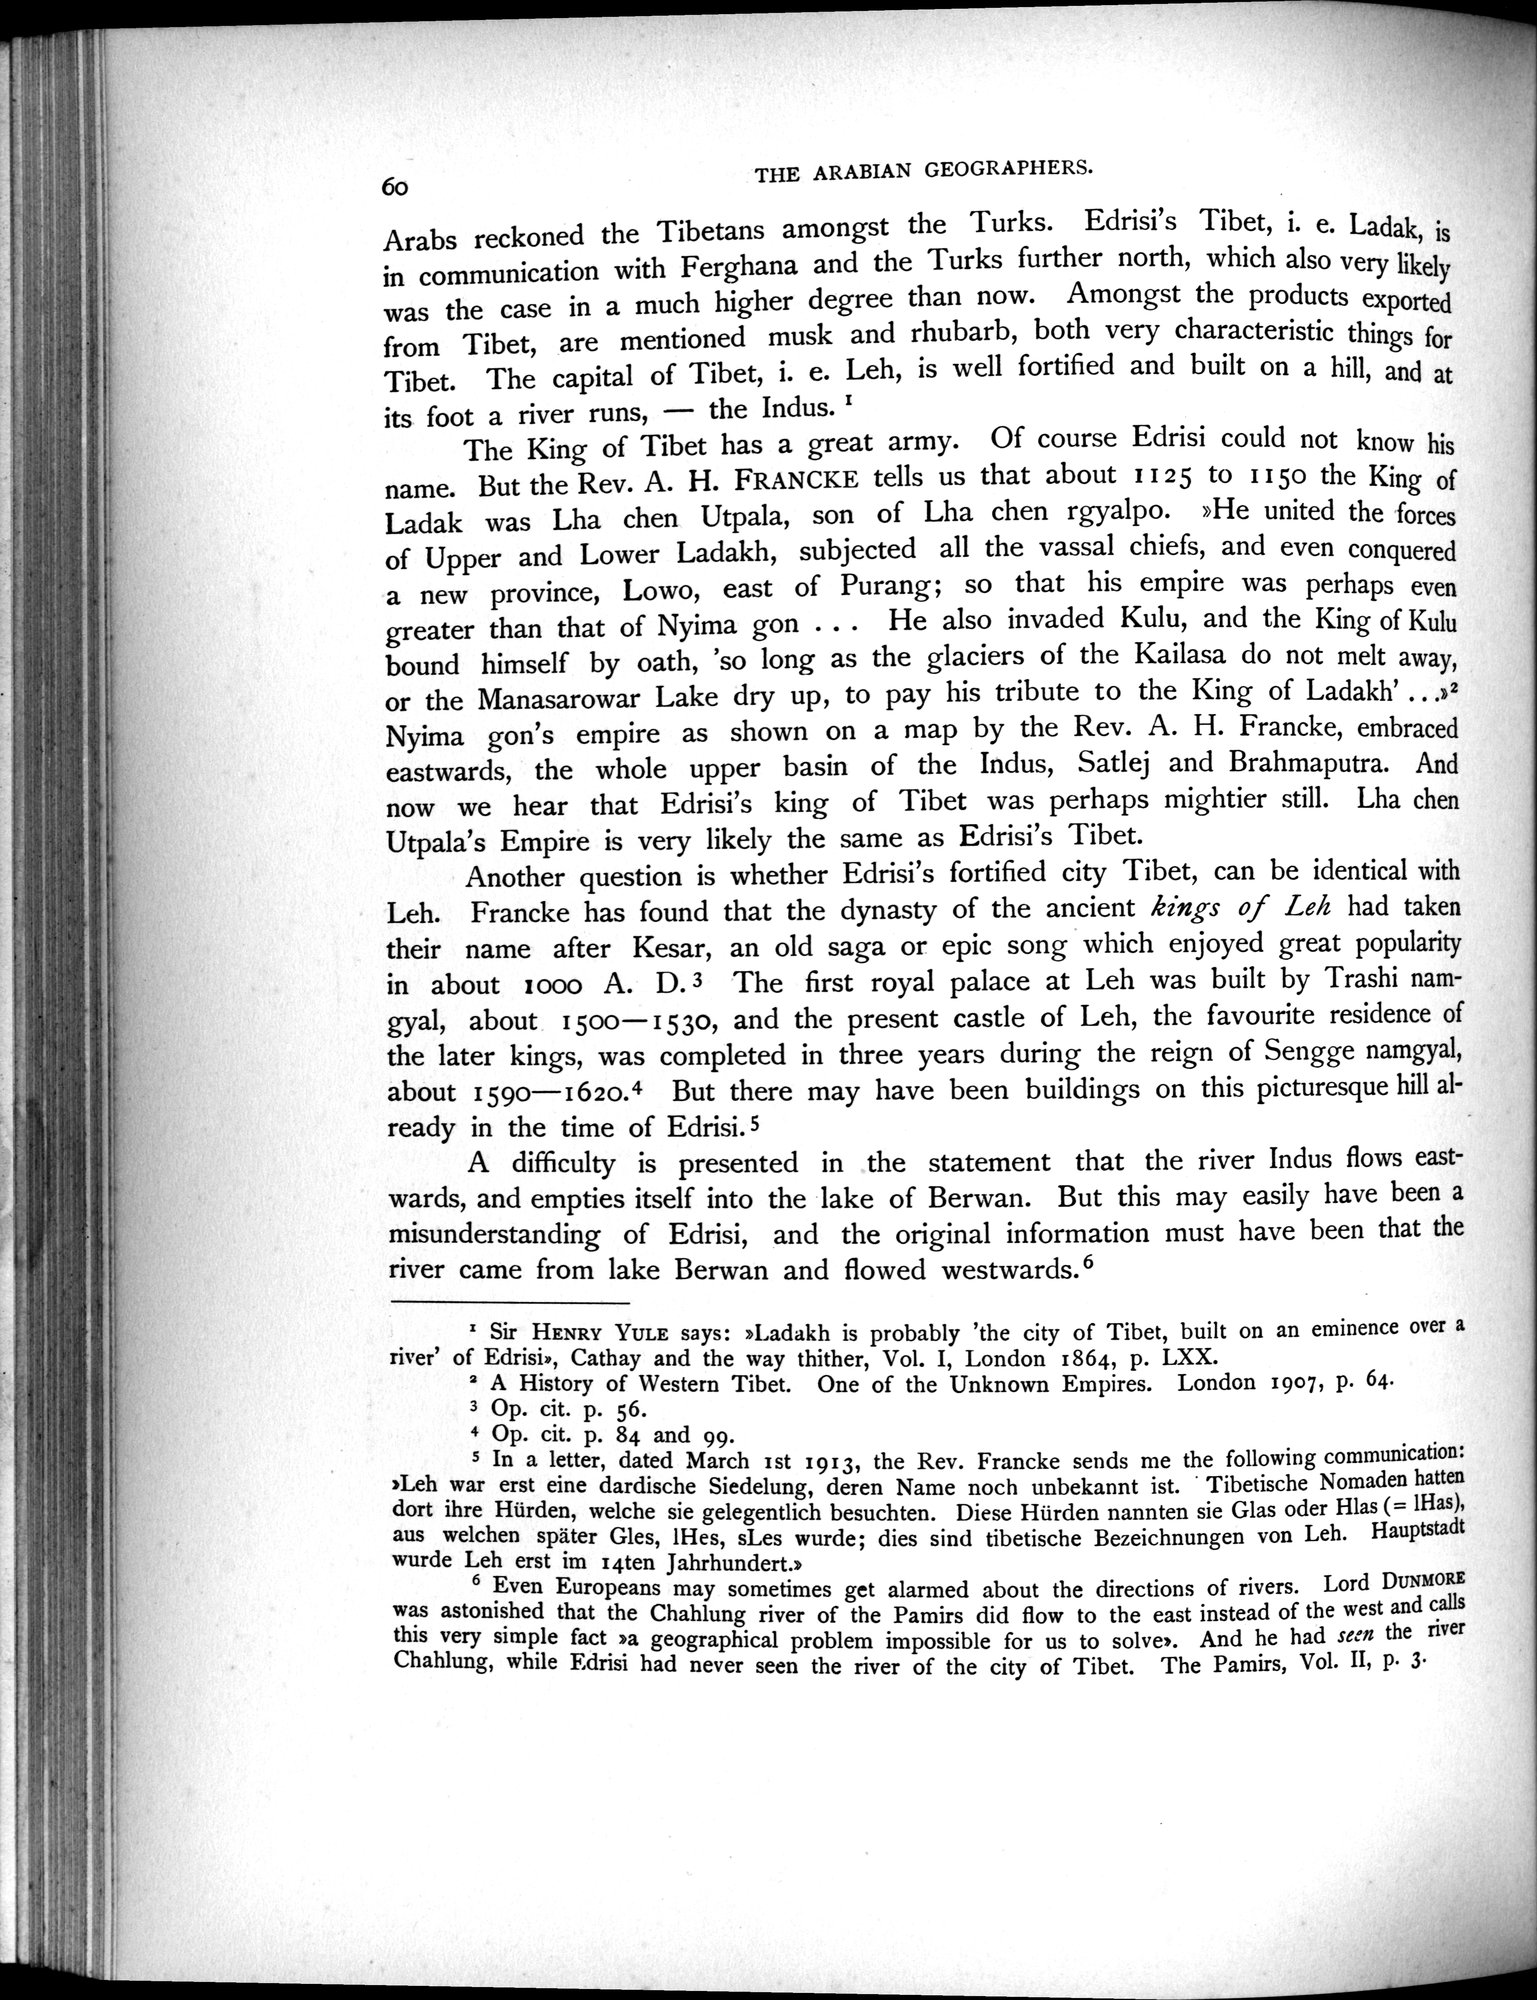 60
THE ARABIAN GEOGRAPHERS.
Arabs reckoned the Tibetans amongst the Turks. Edrisi's Tibet, i. e. Ladak, is
in communication with Ferghana and the Turks further north, which also very likely
was the case in a much higher degree than now. Amongst the products exported
from Tibet, are mentioned musk and rhubarb, both very characteristic things for
Tibet. The capital of Tibet, i. e. Leh, is well fortified and built on a hill, and at
its foot a river runs, — the Indus. ¹
The King of Tibet has a great army. Of course Edrisi could not know his
name. But the Rev. A. H. FRANCKE tells us that about 1125 to 1150 the King of
Ladak was Lha chen Utpala, son of Lha chen rgyalpo. »He united the forces
of Upper and Lower Ladakh, subjected all the vassal chiefs, and even conquered
a new province, Lowo, east of Purang; so that his empire was perhaps even
greater than that of Nyima gon . . . He also invaded Kulu, and the King of Kulu
bound himself by oath, 'so long as the glaciers of the Kailasa do not melt away,
or the Manasarowar Lake dry up, to pay his tribute to the King of Ladakh' . . .»²
Nyima gon's empire as shown on a map by the Rev. A. H. Francke, embraced
eastwards, the whole upper basin of the Indus, Satlej and Brahmaputra. And
now we hear that Edrisi's king of Tibet was perhaps mightier still. Lha chen
Utpala's Empire is very likely the same as Edrisi's Tibet.
Another question is whether Edrisi's fortified city Tibet, can be identical with
Leh. Francke has found that the dynasty of the ancient kings of Leh had taken
their name after Kesar, an old saga or epic song which enjoyed great popularity
in about 1000 A. D.³ The first royal palace at Leh was built by Trashi nam-
gyal, about 1500—1530, and the present castle of Leh, the favourite residence of
the later kings, was completed in three years during the reign of Sengge namgyal,
about 1590—1620.⁴ But there may have been buildings on this picturesque hill al-
ready in the time of Edrisi.⁵
A difficulty is presented in the statement that the river Indus flows east-
wards, and empties itself into the lake of Berwan. But this may easily have been a
misunderstanding of Edrisi, and the original information must have been that the
river came from lake Berwan and flowed westwards.⁶
¹ Sir HENRY YULE says: »Ladakh is probably 'the city of Tibet, built on an eminence over a
river' of Edrisi», Cathay and the way thither, Vol. I, London 1864, p. LXX.
² A History of Western Tibet. One of the Unknown Empires. London 1907, p. 64.
³ Op. cit. p. 56.
⁴ Op. cit. p. 84 and 99.
⁵ In a letter, dated March 1st 1913, the Rev. Francke sends me the following communication:
»Leh war erst eine dardische Siedelung, deren Name noch unbekannt ist. Tibetische Nomaden hatten
dort ihre Hürden, welche sie gelegentlich besuchten. Diese Hürden nannten sie Glas oder Hlas (= lHas),
aus welchen später Gles, lHes, sLes wurde; dies sind tibetische Bezeichnungen von Leh. Hauptstadt
wurde Leh erst im 14ten Jahrhundert.»
⁶ Even Europeans may sometimes get alarmed about the directions of rivers. Lord DUNMORE
was astonished that the Chahlung river of the Pamirs did flow to the east instead of the west and calls
this very simple fact »a geographical problem impossible for us to solve». And he had seen the river
Chahlung, while Edrisi had never seen the river of the city of Tibet. The Pamirs, Vol. II, p. 3.